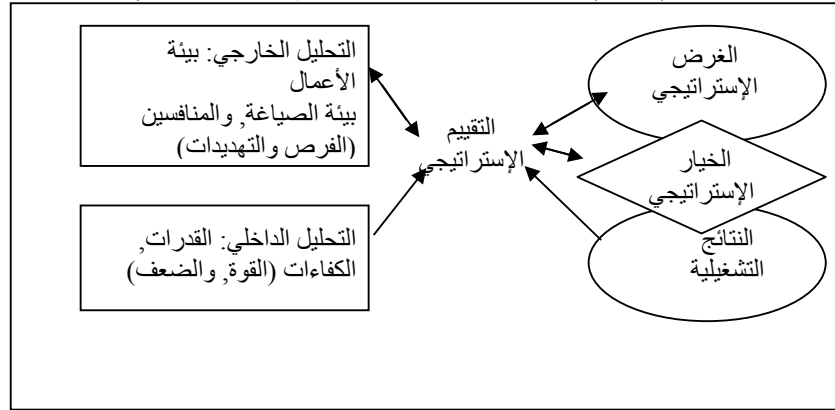 الغرض
الإستراتيجي
التحليل الخارجي: بيئة
الأعمال
بيئة الصياغة, والمنافسين
(الفرص والتهديدات)
التقييم
الإستراتيجي
الخيار
الإستراتيجي
التحليل الداخلي: القدرات,
الكفاءات (القوة, والضعف)
النتائج
التشغيلية